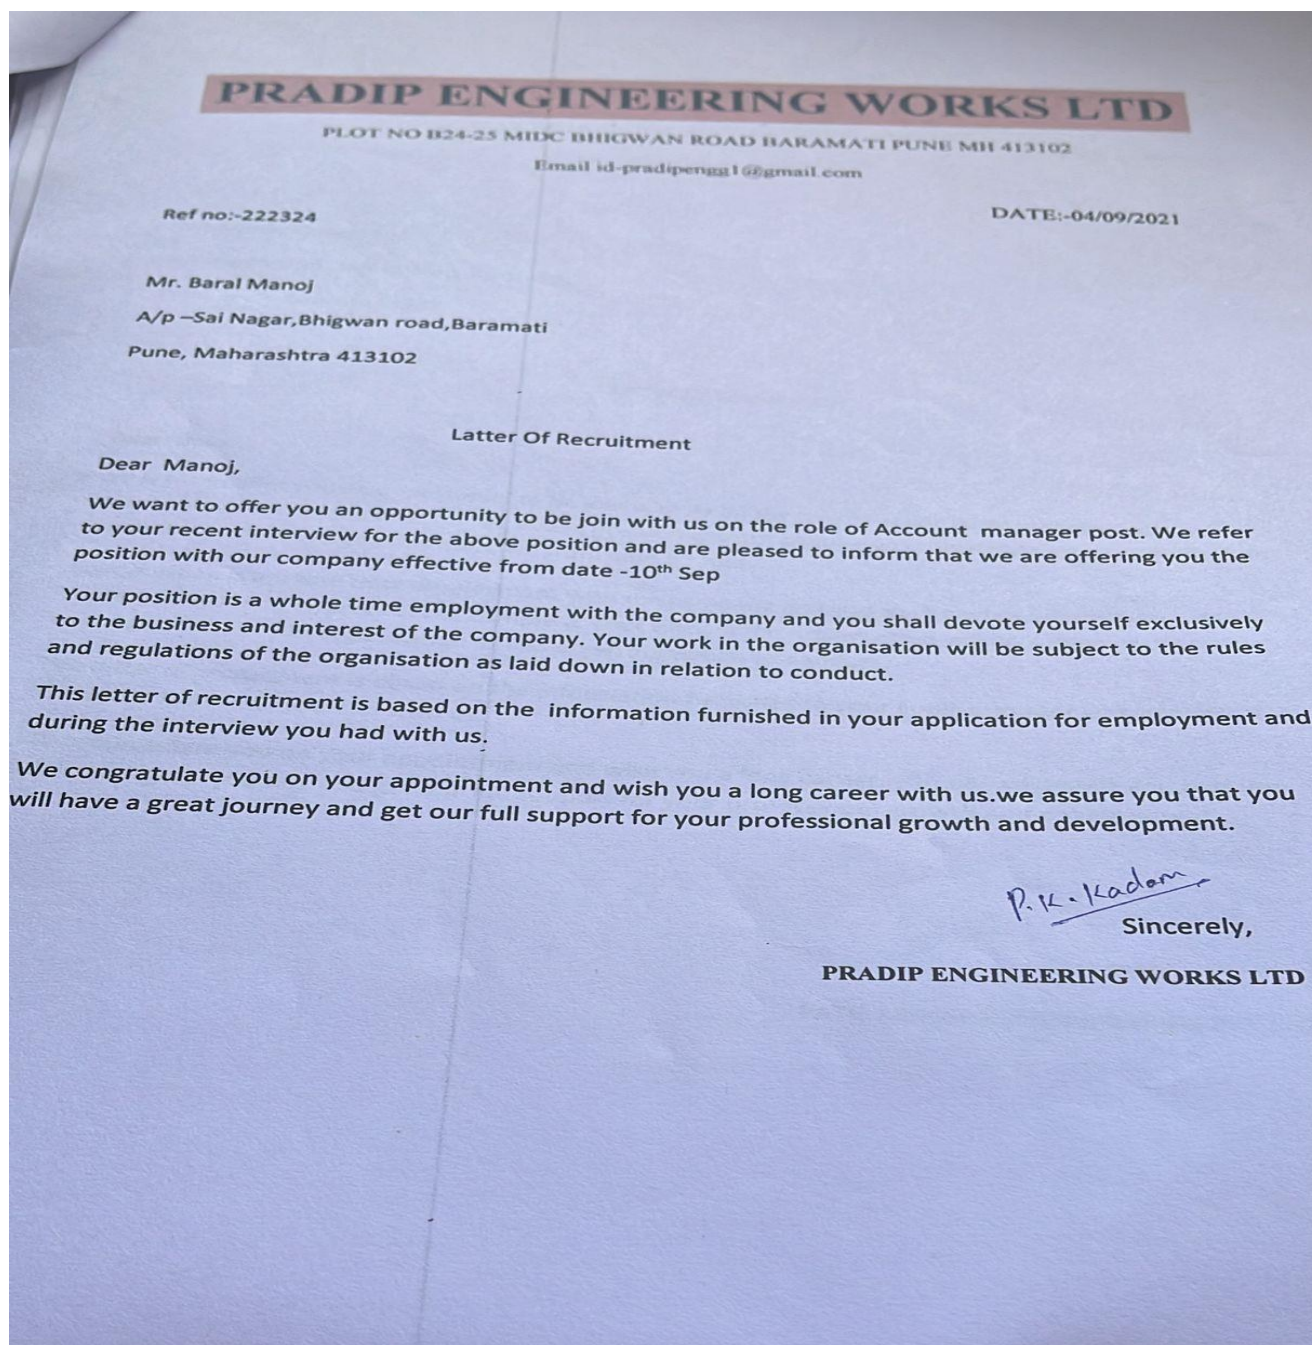 PRADIP ENGINEERING WORKS LTD
PLOT NO B24-25 MIDC BHIGWAN ROAD BARAMATI PUNE MH 413102
Email id-pradipengg1@gmail.com
Ref no:-222324
DATE:-04/09/2021
Mr. Baral Manoj
A/p –Sai Nagar,Bhigwan road,Baramati
Pune, Maharashtra 413102
Latter Of Recruitment
Dear Manoj,
We want to offer you an opportunity to be join with us on the role of Account manager post. We refer
to your recent interview for the above position and are pleased to inform that we are offering you the
position with our company effective from date -10th Sep
Your position is a whole time employment with the company and you shall devote yourself exclusively
to the business and interest of the company. Your work in the organisation will be subject to the rules
and regulations of the organisation as laid down in relation to conduct.
This letter of recruitment is based on the information furnished in your application for employment and
during the interview you had with us.
We congratulate you on your appointment and wish you a long career with us.we assure you that you
will have a great journey and get our full support for your professional growth and development.
P.K.Kadam
Sincerely,
PRADIP ENGINEERING WORKS LTD